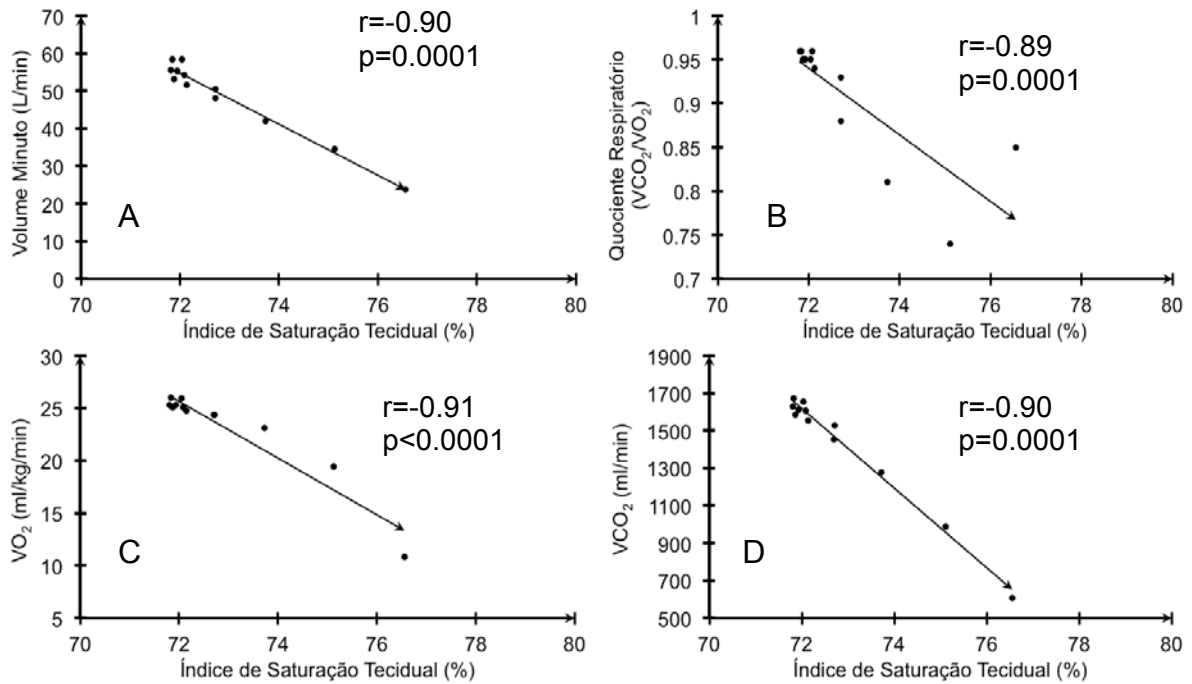 Volume Minuto (L/min)
70
60
50
40
30
20
10
0
r=-0.90
p=0.0001
A
70 72 74 76 78 80
Índice de Saturação Tecidual (%)
Quociente Respiratório
(VCO₂/VO₂)
1
0.95
0.9
0.85
0.8
0.75
0.7
r=-0.89
p=0.0001
B
70 72 74 76 78 80
Índice de Saturação Tecidual (%)
VO₂ (ml/kg/min)
30
25
20
15
10
5
r=-0.91
p<0.0001
C
70 72 74 76 78 80
Índice de Saturação Tecidual (%)
VCO₂ (ml/min)
1900
1700
1500
1300
1100
900
700
500
r=-0.90
p=0.0001
D
70 72 74 76 78 80
Índice de Saturação Tecidual (%)